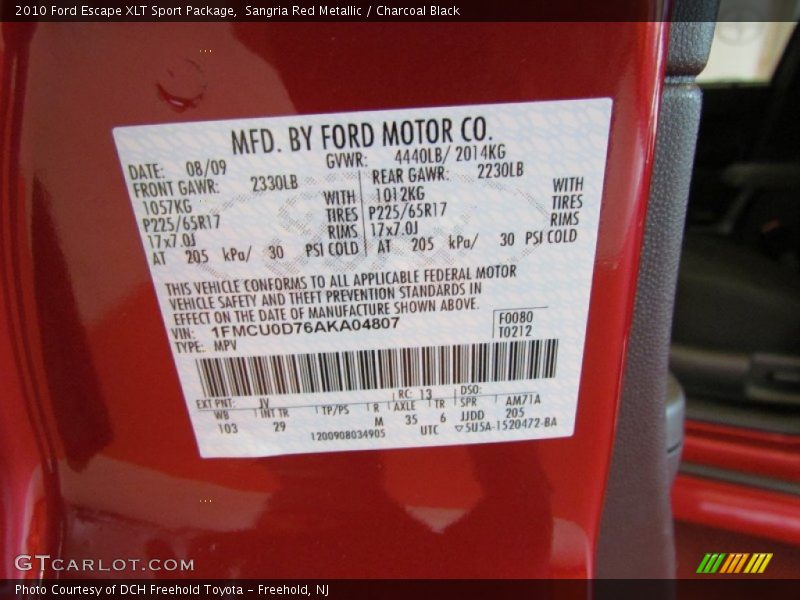 2010 Ford Escape XLT Sport Package, Sangria Red Metallic / Charcoal Black
MFD. BY FORD MOTOR CO.
DATE: 08/09 GVWR: 4440LB/ 2014KG
FRONT GAWR: 2330LB REAR GAWR: 2230LB
1057KG WITH 1012KG WITH
P225/65R17 TIRES P225/65R17 TIRES
17x7.0J RIMS 17x7.0J RIMS
AT 205 kPa/ 30 PSI COLD AT 205 kPa/ 30 PSI COLD
THIS VEHICLE CONFORMS TO ALL APPLICABLE FEDERAL MOTOR
VEHICLE SAFETY AND THEFT PREVENTION STANDARDS IN
EFFECT ON THE DATE OF MANUFACTURE SHOWN ABOVE.
VIN: 1FMCU0D76AKA04807 F0080
TYPE: MPV T0212
EXT PNT: JV RC: 13 DSO:
WB INT TR TP/PS R AXLE TR SPR AM71A
103 29 M 35 6 JJDD 205
1200908034905 UTC ▽5U5A-1520472-BA
GTCARLOT.COM
Photo Courtesy of DCH Freehold Toyota - Freehold, NJ